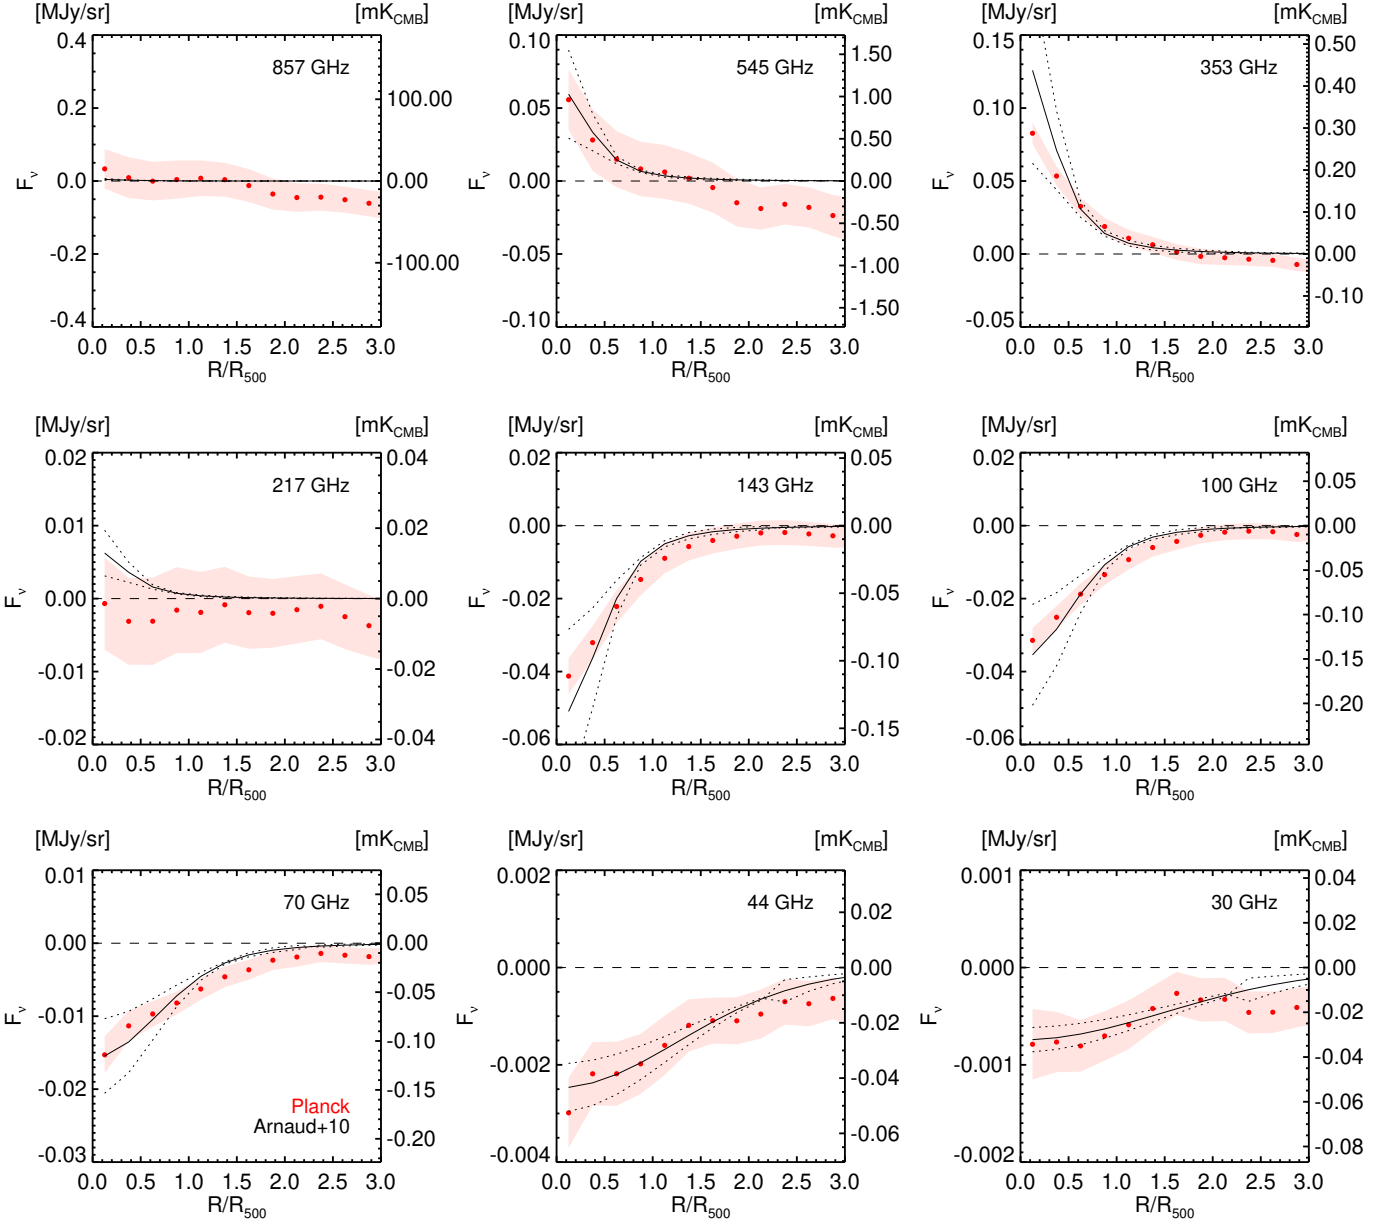 [MJy/sr] [mK_CMB] [MJy/sr] [mK_CMB] [MJy/sr] [mK_CMB]
0.4 0.10 0.15 0.50
857 GHz 545 GHz 353 GHz
1.50
0.2 100.00 0.05 1.00 0.10 0.40
0.50 0.30
F_ν 0.0 0.00 F_ν 0.00 0.00 F_ν 0.05 0.20
-0.50 0.10
-0.2 -100.00 -0.05 1.00 0.00 0.00
-1.50 -0.10
-0.4 -0.10 -0.05
0.0 0.5 1.0 1.5 2.0 2.5 3.0 0.0 0.5 1.0 1.5 2.0 2.5 3.0 0.0 0.5 1.0 1.5 2.0 2.5 3.0
R/R_500 R/R_500 R/R_500
[MJy/sr] [mK_CMB] [MJy/sr] [mK_CMB] [MJy/sr] [mK_CMB]
0.02 0.04 0.02 0.05 0.02
217 GHz 143 GHz 100 GHz
0.05
0.01 0.02 0.00 0.00 0.00 0.00
F_ν 0.00 0.00 F_ν -0.02 -0.05 F_ν -0.02 -0.05
-0.10
-0.01 -0.02 -0.04 -0.10 -0.04 -0.15
-0.15 -0.20
-0.02 -0.04 -0.06 -0.06
0.0 0.5 1.0 1.5 2.0 2.5 3.0 0.0 0.5 1.0 1.5 2.0 2.5 3.0 0.0 0.5 1.0 1.5 2.0 2.5 3.0
R/R_500 R/R_500 R/R_500
[MJy/sr] [mK_CMB] [MJy/sr] [mK_CMB] [MJy/sr] [mK_CMB]
0.01 0.002 0.001 0.04
70 GHz 44 GHz 30 GHz
0.05 0.02 0.02
0.00 0.00 0.000 0.00 0.000 0.00
F_ν -0.01 -0.05 F_ν -0.02 F_ν -0.02
-0.10 -0.002 -0.04 -0.001 -0.04
-0.02 -0.15 -0.06 -0.06
Planck
Arnaud+10
-0.20 -0.08
-0.03 -0.004 -0.002
0.0 0.5 1.0 1.5 2.0 2.5 3.0 0.0 0.5 1.0 1.5 2.0 2.5 3.0 0.0 0.5 1.0 1.5 2.0 2.5 3.0
R/R_500 R/R_500 R/R_500